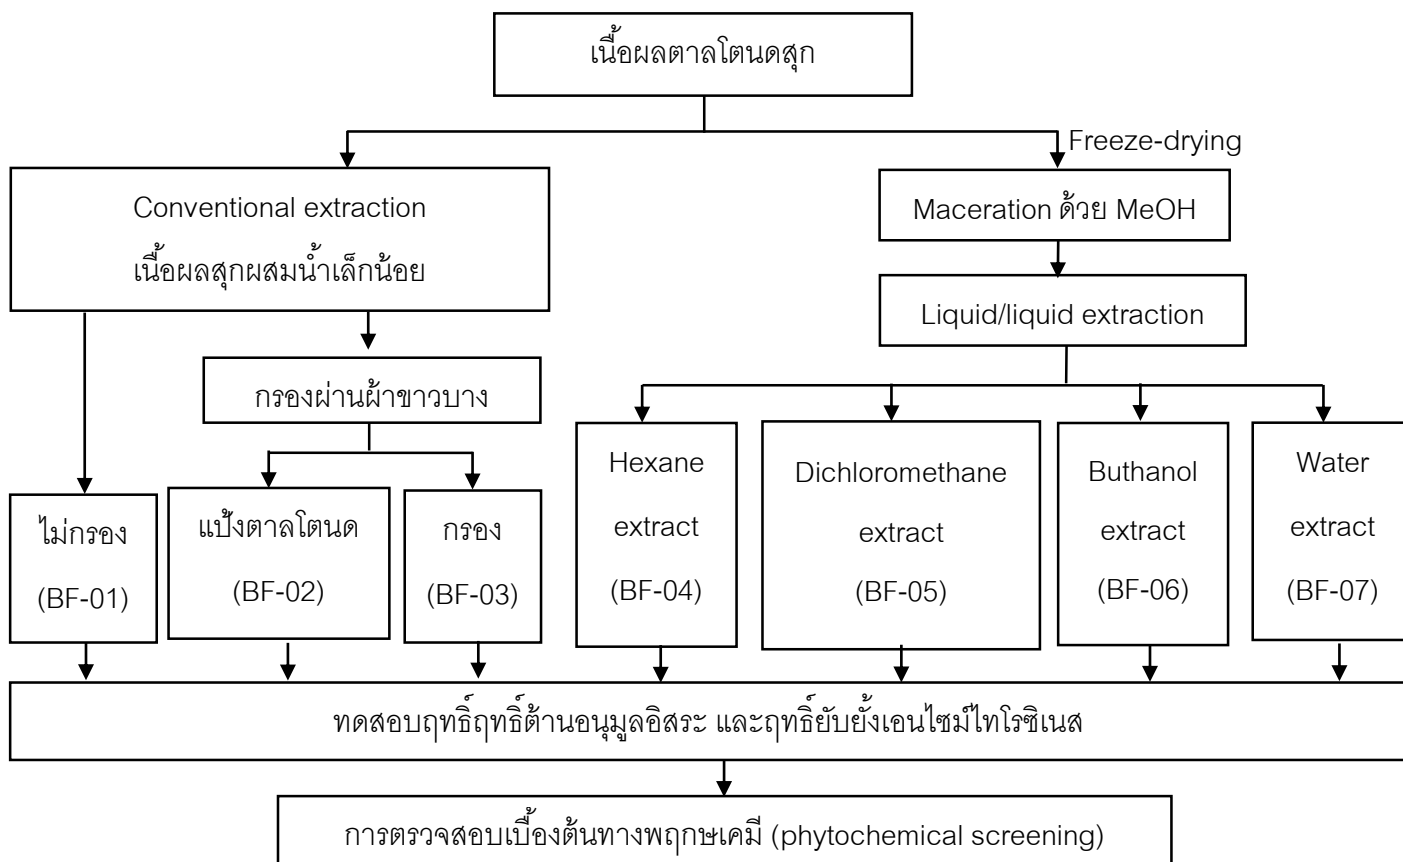 เนื้อผลตาลโตนดสุก
Freeze-drying
Conventional extraction
เนื้อผลสุกผสมน้ำเล็กน้อย
Maceration ด้วย MeOH
Liquid/liquid extraction
กรองผ่านผ้าขาวบาง
ไม่กรอง
(BF-01)
แป้งตาลโตนด
(BF-02)
กรอง
(BF-03)
Hexane
extract
(BF-04)
Dichloromethane
extract
(BF-05)
Buthanol
extract
(BF-06)
Water
extract
(BF-07)
ทดสอบฤทธิ์ฤทธิ์ต้านอนุมูลอิสระ และฤทธิ์ยับยั้งเอนไซม์ไทโรซิเนส
การตรวจสอบเบื้องต้นทางพฤกษเคมี (phytochemical screening)